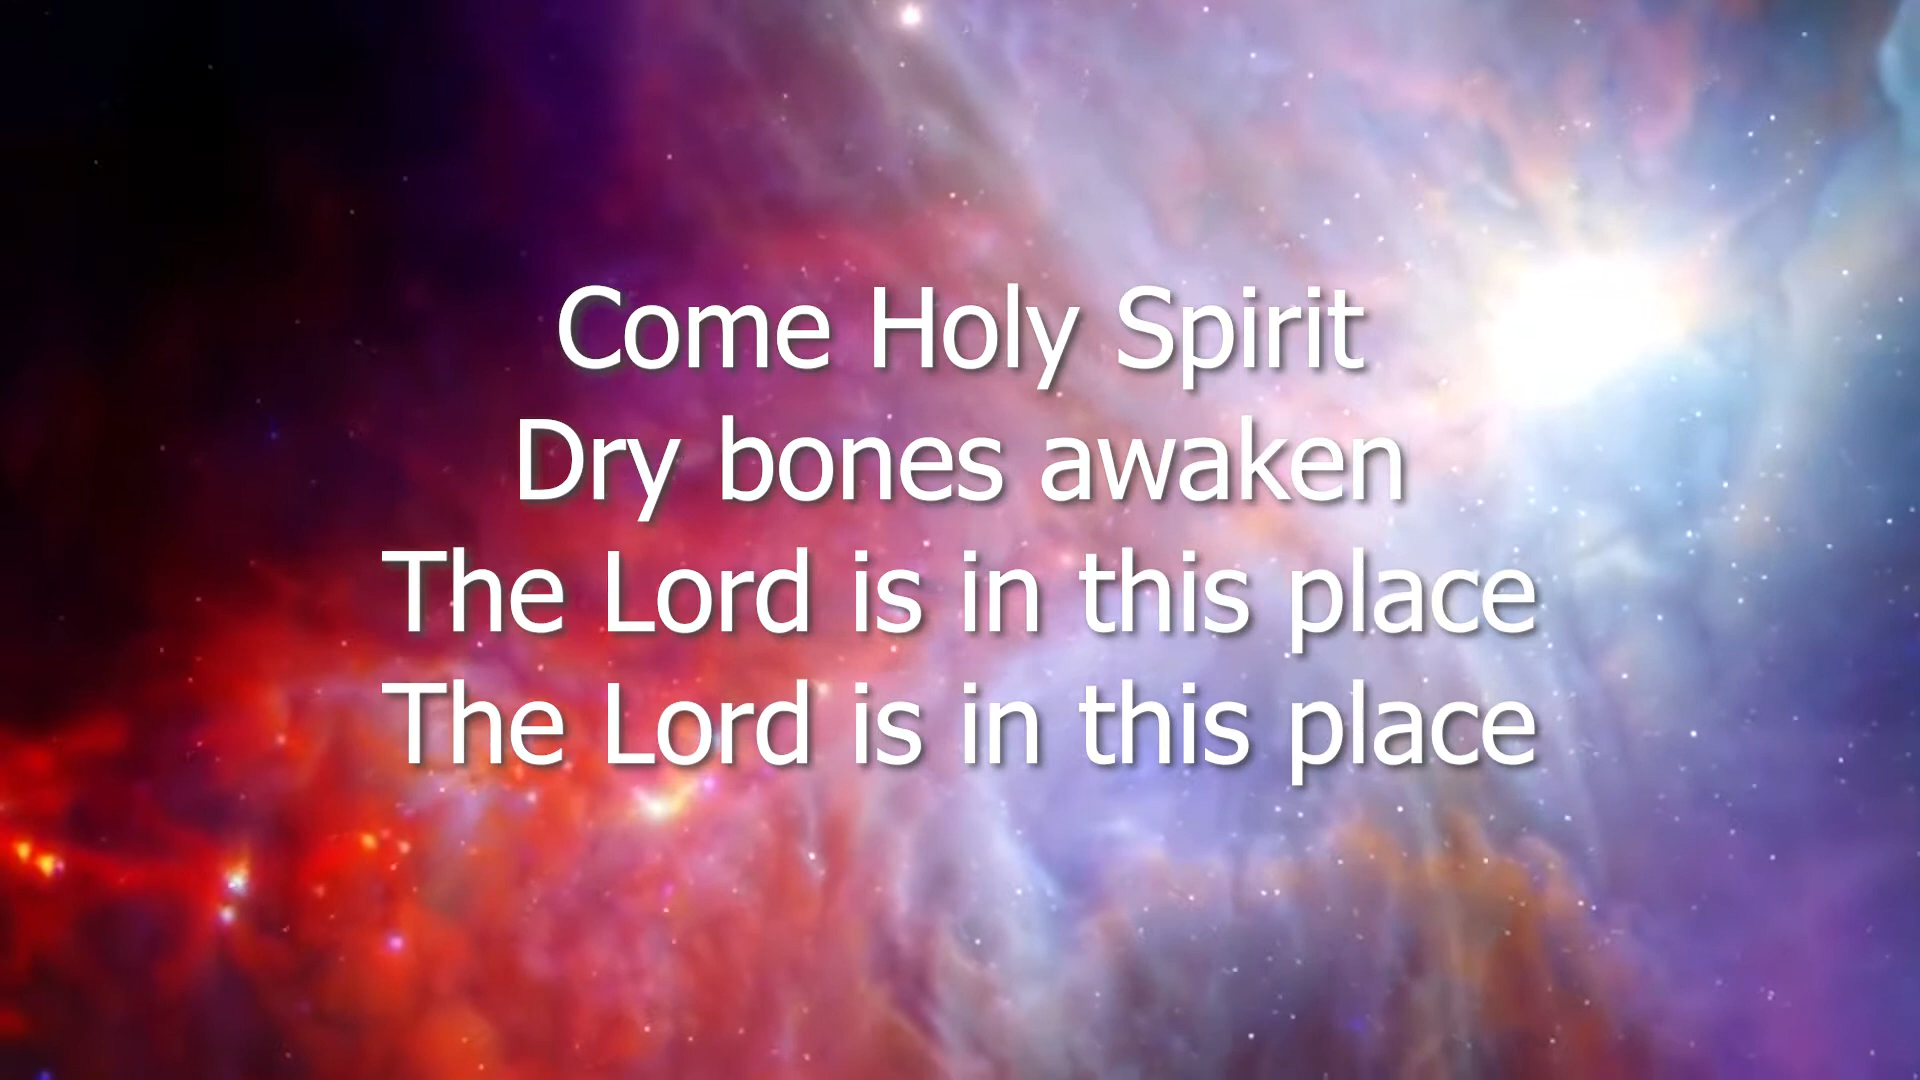 Come Holy Spirit
Dry bones awaken
The Lord is in this place
The Lord is in this place